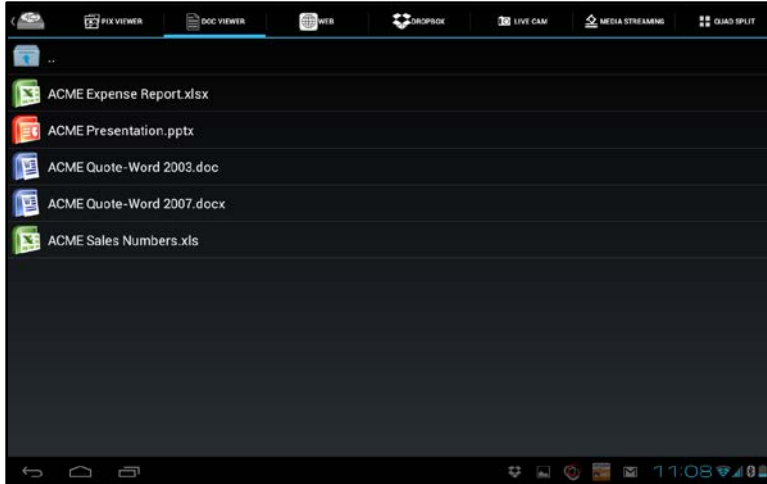 PIX VIEWER DOC VIEWER WEB DROPBOX LIVE CAM MEDIA STREAMING QUAD SPLIT
..
ACME Expense Report.xlsx
ACME Presentation.pptx
ACME Quote-Word 2003.doc
ACME Quote-Word 2007.docx
ACME Sales Numbers.xls
11:08